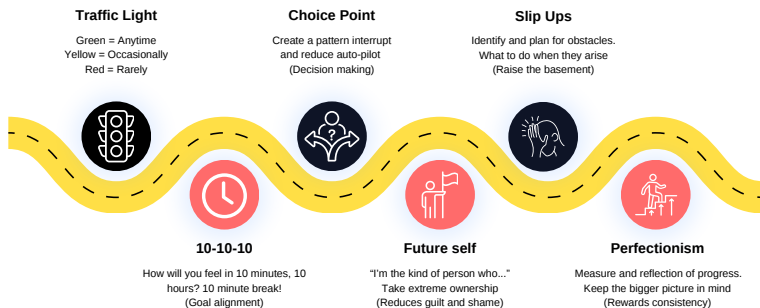 Traffic Light
Green = Anytime
Yellow = Occasionally
Red = Rarely
Choice Point
Create a pattern interrupt
and reduce auto-pilot
(Decision making)
Slip Ups
Identify and plan for obstacles.
What to do when they arise
(Raise the basement)
?
10-10-10
How will you feel in 10 minutes, 10
hours? 10 minute break!
(Goal alignment)
Future self
“I'm the kind of person who...”
Take extreme ownership
(Reduces guilt and shame)
Perfectionism
Measure and reflection of progress.
Keep the bigger picture in mind
(Rewards consistency)